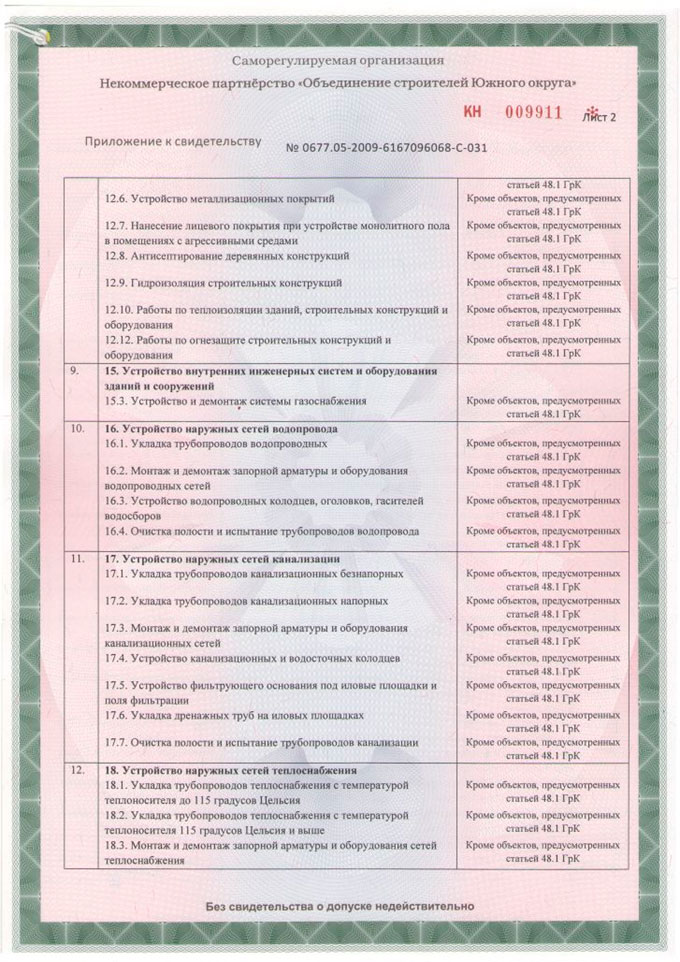 Саморегулируемая организация
Некоммерческое партнёрство «Объединение строителей Южного округа»
КН 009911
Лист 2
Приложение к свидетельству № 0677.05-2009-6167096068-С-031
статьей 48.1 ГрК
12.6. Устройство металлизационных покрытий Кроме объектов, предусмотренных
статьей 48.1 ГрК
12.7. Нанесение лицевого покрытия при устройстве монолитного пола Кроме объектов, предусмотренных
в помещениях с агрессивными средами статьей 48.1 ГрК
12.8. Антисептирование деревянных конструкций Кроме объектов, предусмотренных
статьей 48.1 ГрК
12.9. Гидроизоляция строительных конструкций Кроме объектов, предусмотренных
статьей 48.1 ГрК
12.10. Работы по теплоизоляции зданий, строительных конструкций и Кроме объектов, предусмотренных
оборудования статьей 48.1 ГрК
12.12. Работы по огнезащите строительных конструкций и Кроме объектов, предусмотренных
оборудования статьей 48.1 ГрК
9. 15. Устройство внутренних инженерных систем и оборудования
зданий и сооружений
15.3. Устройство и демонтаж системы газоснабжения Кроме объектов, предусмотренных
статьей 48.1 ГрК
10. 16. Устройство наружных сетей водопровода
16.1. Укладка трубопроводов водопроводных Кроме объектов, предусмотренных
статьей 48.1 ГрК
16.2. Монтаж и демонтаж запорной арматуры и оборудования Кроме объектов, предусмотренных
водопроводных сетей статьей 48.1 ГрК
16.3. Устройство водопроводных колодцев, оголовков, гасителей Кроме объектов, предусмотренных
водосборов статьей 48.1 ГрК
16.4. Очистка полости и испытание трубопроводов водопровода Кроме объектов, предусмотренных
статьей 48.1 ГрК
11. 17. Устройство наружных сетей канализации
17.1. Укладка трубопроводов канализационных безнапорных Кроме объектов, предусмотренных
статьей 48.1 ГрК
17.2. Укладка трубопроводов канализационных напорных Кроме объектов, предусмотренных
статьей 48.1 ГрК
17.3. Монтаж и демонтаж запорной арматуры и оборудования Кроме объектов, предусмотренных
канализационных сетей статьей 48.1 ГрК
17.4. Устройство канализационных и водосточных колодцев Кроме объектов, предусмотренных
статьей 48.1 ГрК
17.5. Устройство фильтрующего основания под иловые площадки и Кроме объектов, предусмотренных
поля фильтрации статьей 48.1 ГрК
17.6. Укладка дренажных труб на иловых площадках Кроме объектов, предусмотренных
статьей 48.1 ГрК
17.7. Очистка полости и испытание трубопроводов канализации Кроме объектов, предусмотренных
статьей 48.1 ГрК
12. 18. Устройство наружных сетей теплоснабжения
18.1. Укладка трубопроводов теплоснабжения с температурой Кроме объектов, предусмотренных
теплоносителя до 115 градусов Цельсия статьей 48.1 ГрК
18.2. Укладка трубопроводов теплоснабжения с температурой Кроме объектов, предусмотренных
теплоносителя 115 градусов Цельсия и выше статьей 48.1 ГрК
18.3. Монтаж и демонтаж запорной арматуры и оборудования сетей Кроме объектов, предусмотренных
теплоснабжения статьей 48.1 ГрК
Без свидетельства о допуске недействительно